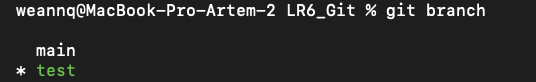 weannq@MacBook-Pro-Artem-2 LR6_Git % git branch
main
* test